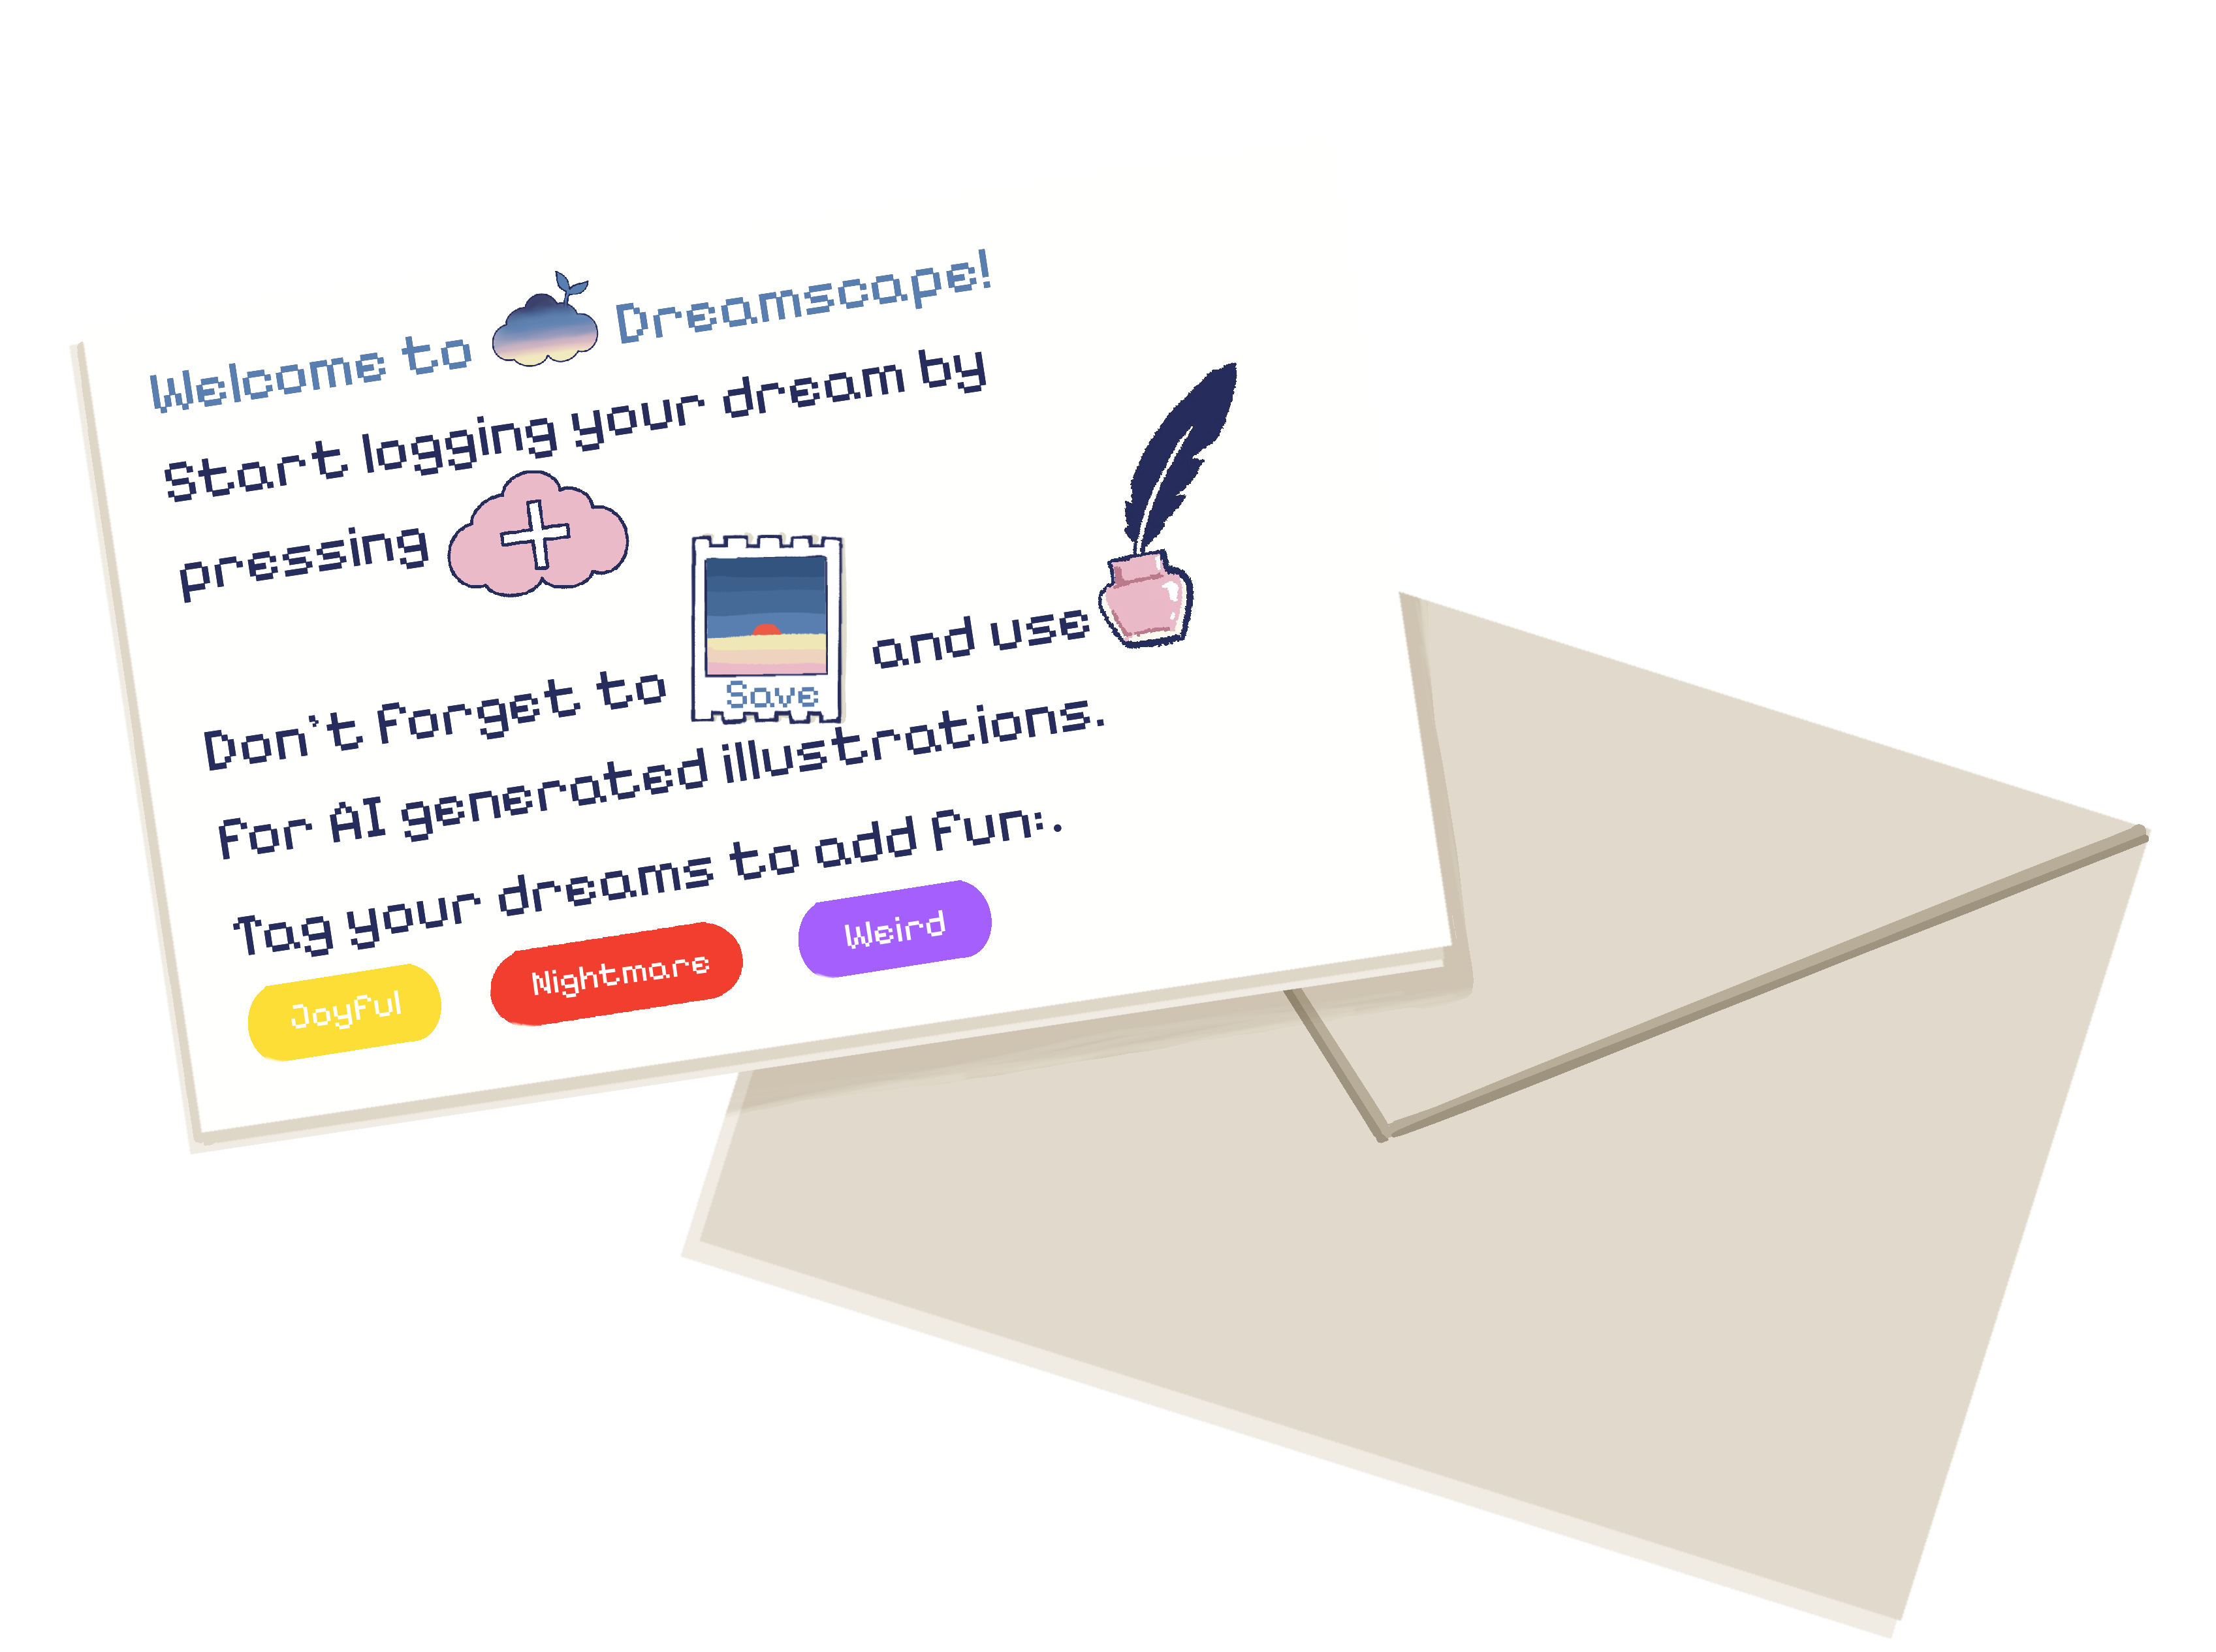 Welcome to Dreamscape!
Start logging your dream by
pressing
Don't forget to Save and use
for AI generated illustrations.
Tag your dreams to add fun:.
Joyful Nightmare Weird